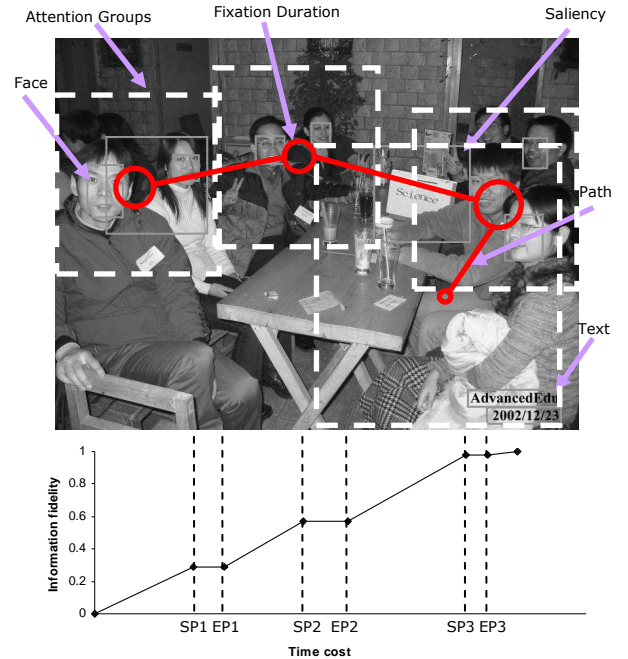 Attention Groups
Fixation Duration
Saliency
Face
Science
Path
Text
AdvancedEdu
2002/12/23
Information fidelity
1
0.8
0.6
0.4
0.2
0
SP1 EP1 SP2 EP2 SP3 EP3
Time cost